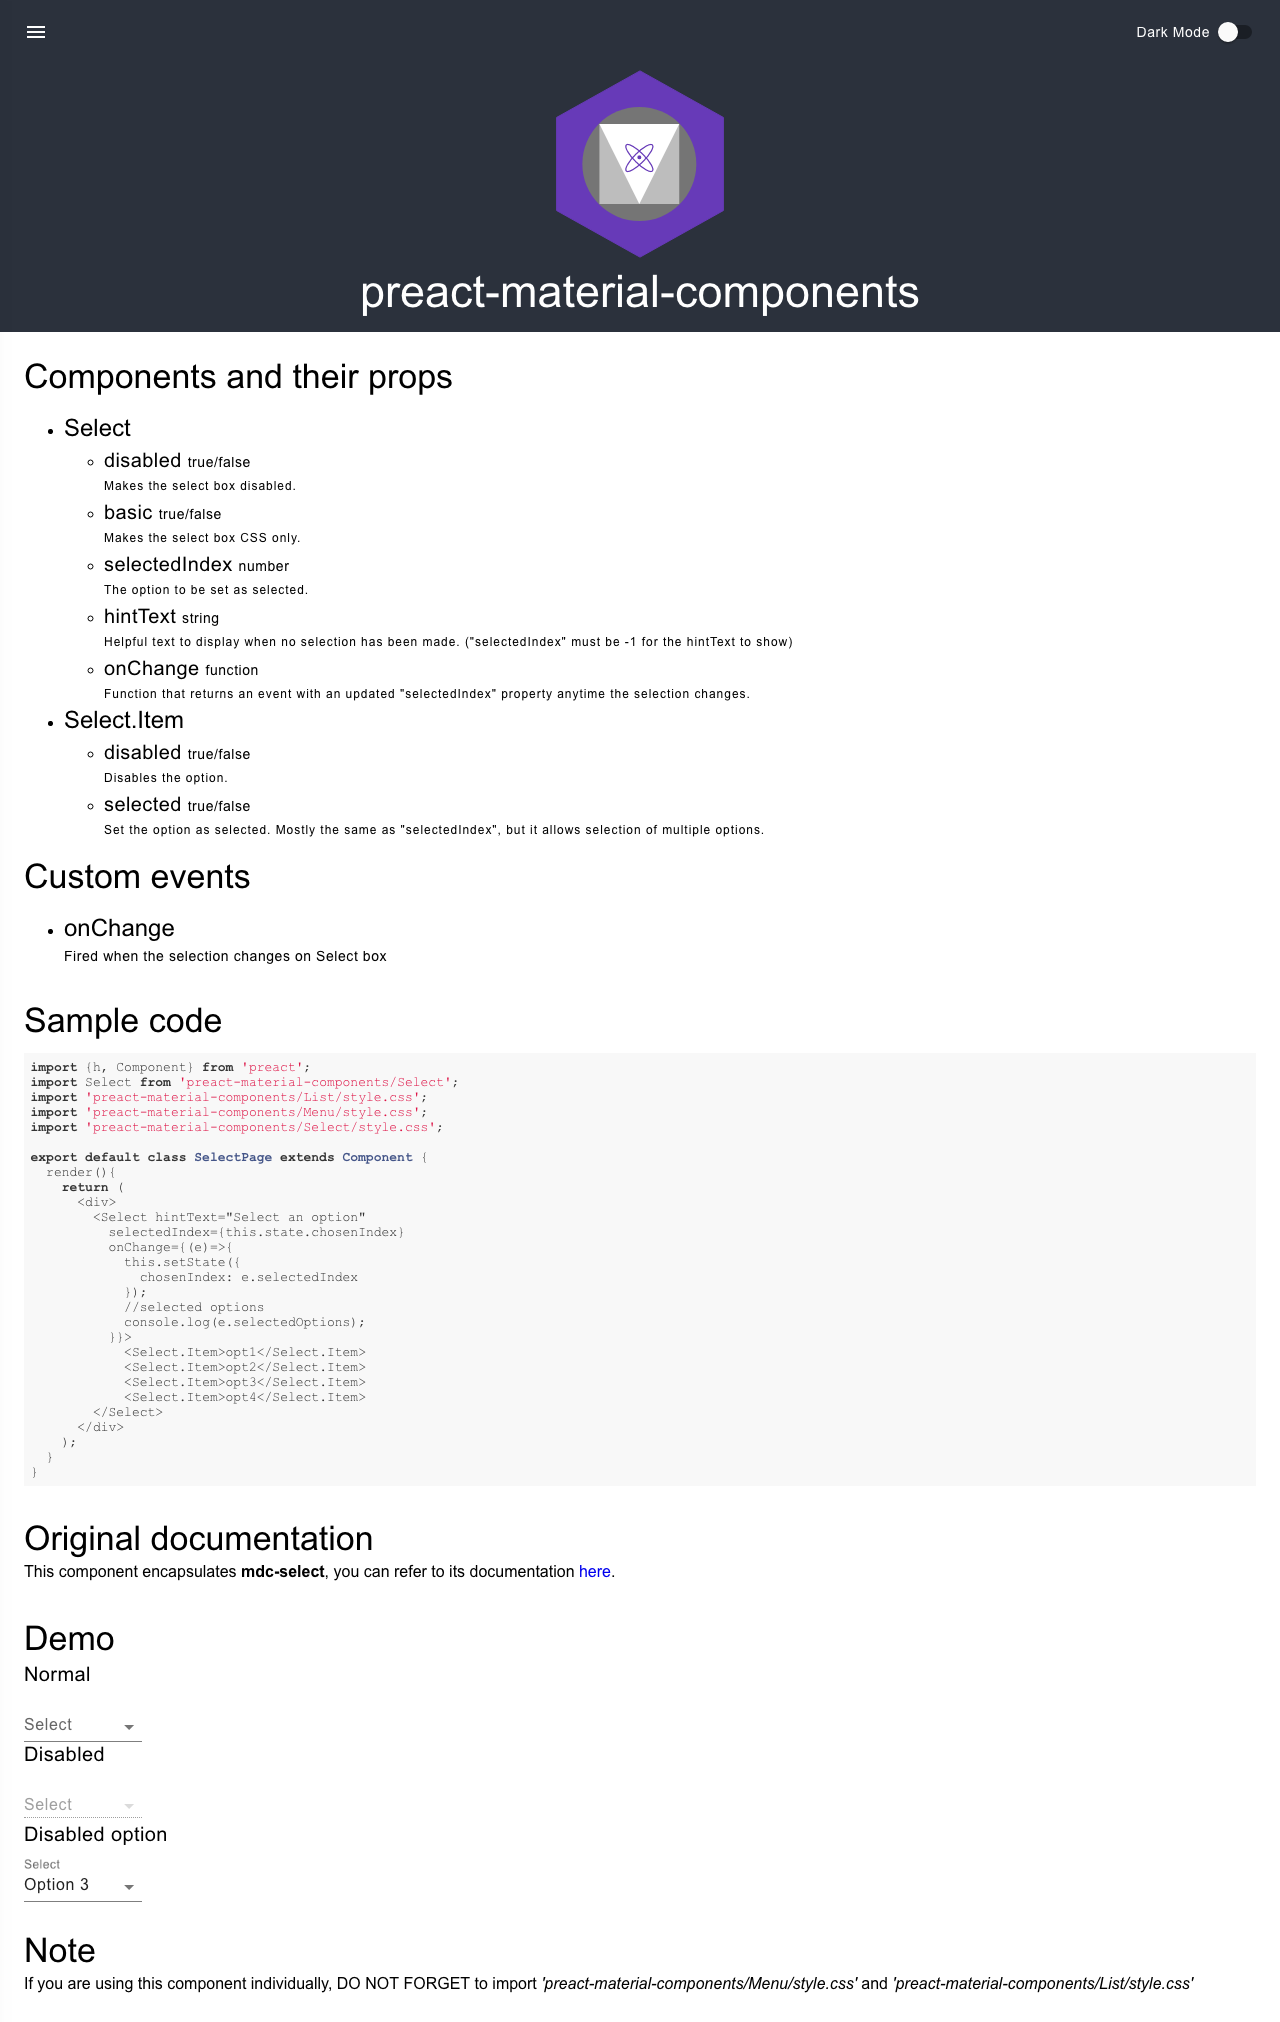 Dark Mode
preact-material-components
Components and their props
Select
disabled true/false
Makes the select box disabled.
basic true/false
Makes the select box CSS only.
selectedIndex number
The option to be set as selected.
hintText string
Helpful text to display when no selection has been made. ("selectedIndex" must be -1 for the hintText to show)
onChange function
Function that returns an event with an updated "selectedIndex" property anytime the selection changes.
Select.Item
disabled true/false
Disables the option.
selected true/false
Set the option as selected. Mostly the same as "selectedIndex", but it allows selection of multiple options.
Custom events
onChange
Fired when the selection changes on Select box
Sample code
import {h, Component} from 'preact';
import Select from 'preact-material-components/Select';
import 'preact-material-components/List/style.css';
import 'preact-material-components/Menu/style.css';
import 'preact-material-components/Select/style.css';
export default class SelectPage extends Component {
render(){
return (
<div>
<Select hintText="Select an option"
selectedIndex={this.state.chosenIndex}
onChange={(e)=>{
this.setState({
chosenIndex: e.selectedIndex
});
//selected options
console.log(e.selectedOptions);
}}>
<Select.Item>opt1</Select.Item>
<Select.Item>opt2</Select.Item>
<Select.Item>opt3</Select.Item>
<Select.Item>opt4</Select.Item>
</Select>
</div>
);
}
}
Original documentation
This component encapsulates mdc-select, you can refer to its documentation here.
Demo
Normal
Select
Disabled
Select
Disabled option
Select
Option 3
Note
If you are using this component individually, DO NOT FORGET to import 'preact-material-components/Menu/style.css' and 'preact-material-components/List/style.css'